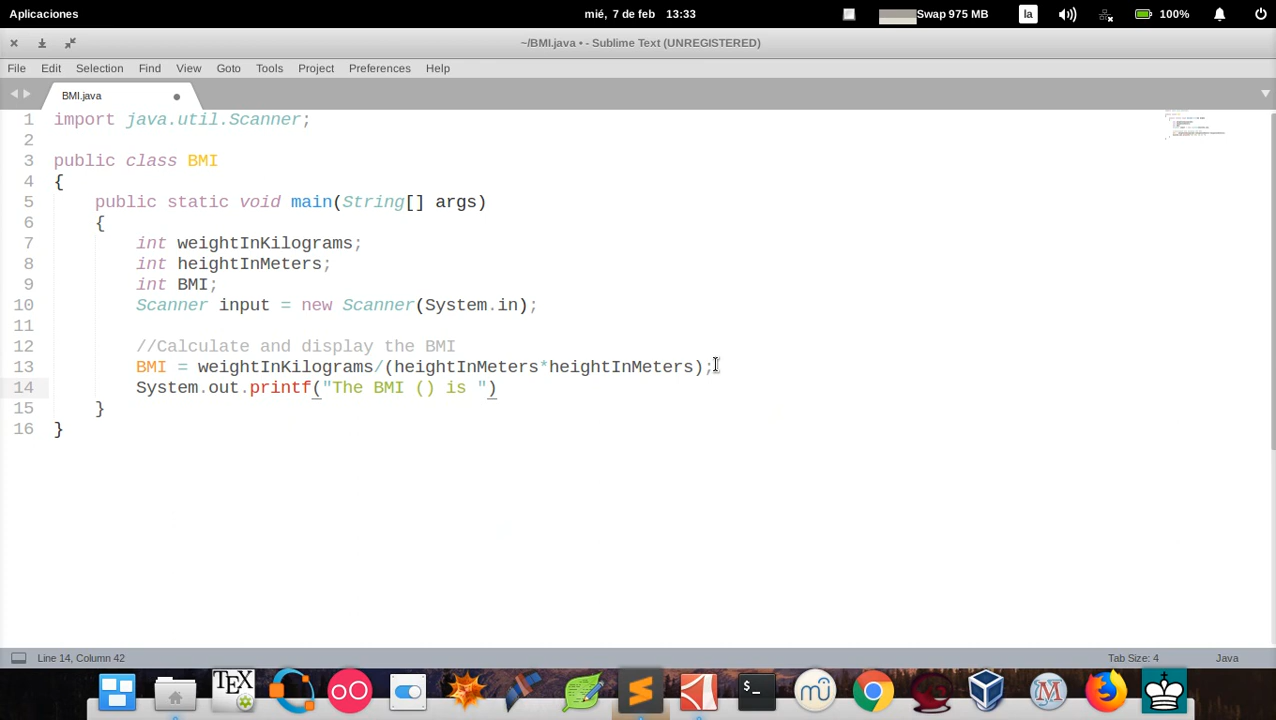 Aplicaciones mié, 7 de feb 13:33 Swap 975 MB la 100%
~/BMI.java • - Sublime Text (UNREGISTERED)
File Edit Selection Find View Goto Tools Project Preferences Help
BMI.java
1 import java.util.Scanner;
2
3 public class BMI
4 {
5 public static void main(String[] args)
6 {
7 int weightInKilograms;
8 int heightInMeters;
9 int BMI;
10 Scanner input = new Scanner(System.in);
11
12 //Calculate and display the BMI
13 BMI = weightInKilograms/(heightInMeters*heightInMeters);
14 System.out.printf("The BMI () is ")
15 }
16 }
Line 14, Column 42 Tab Size: 4 Java
TEX
>_
mu
M